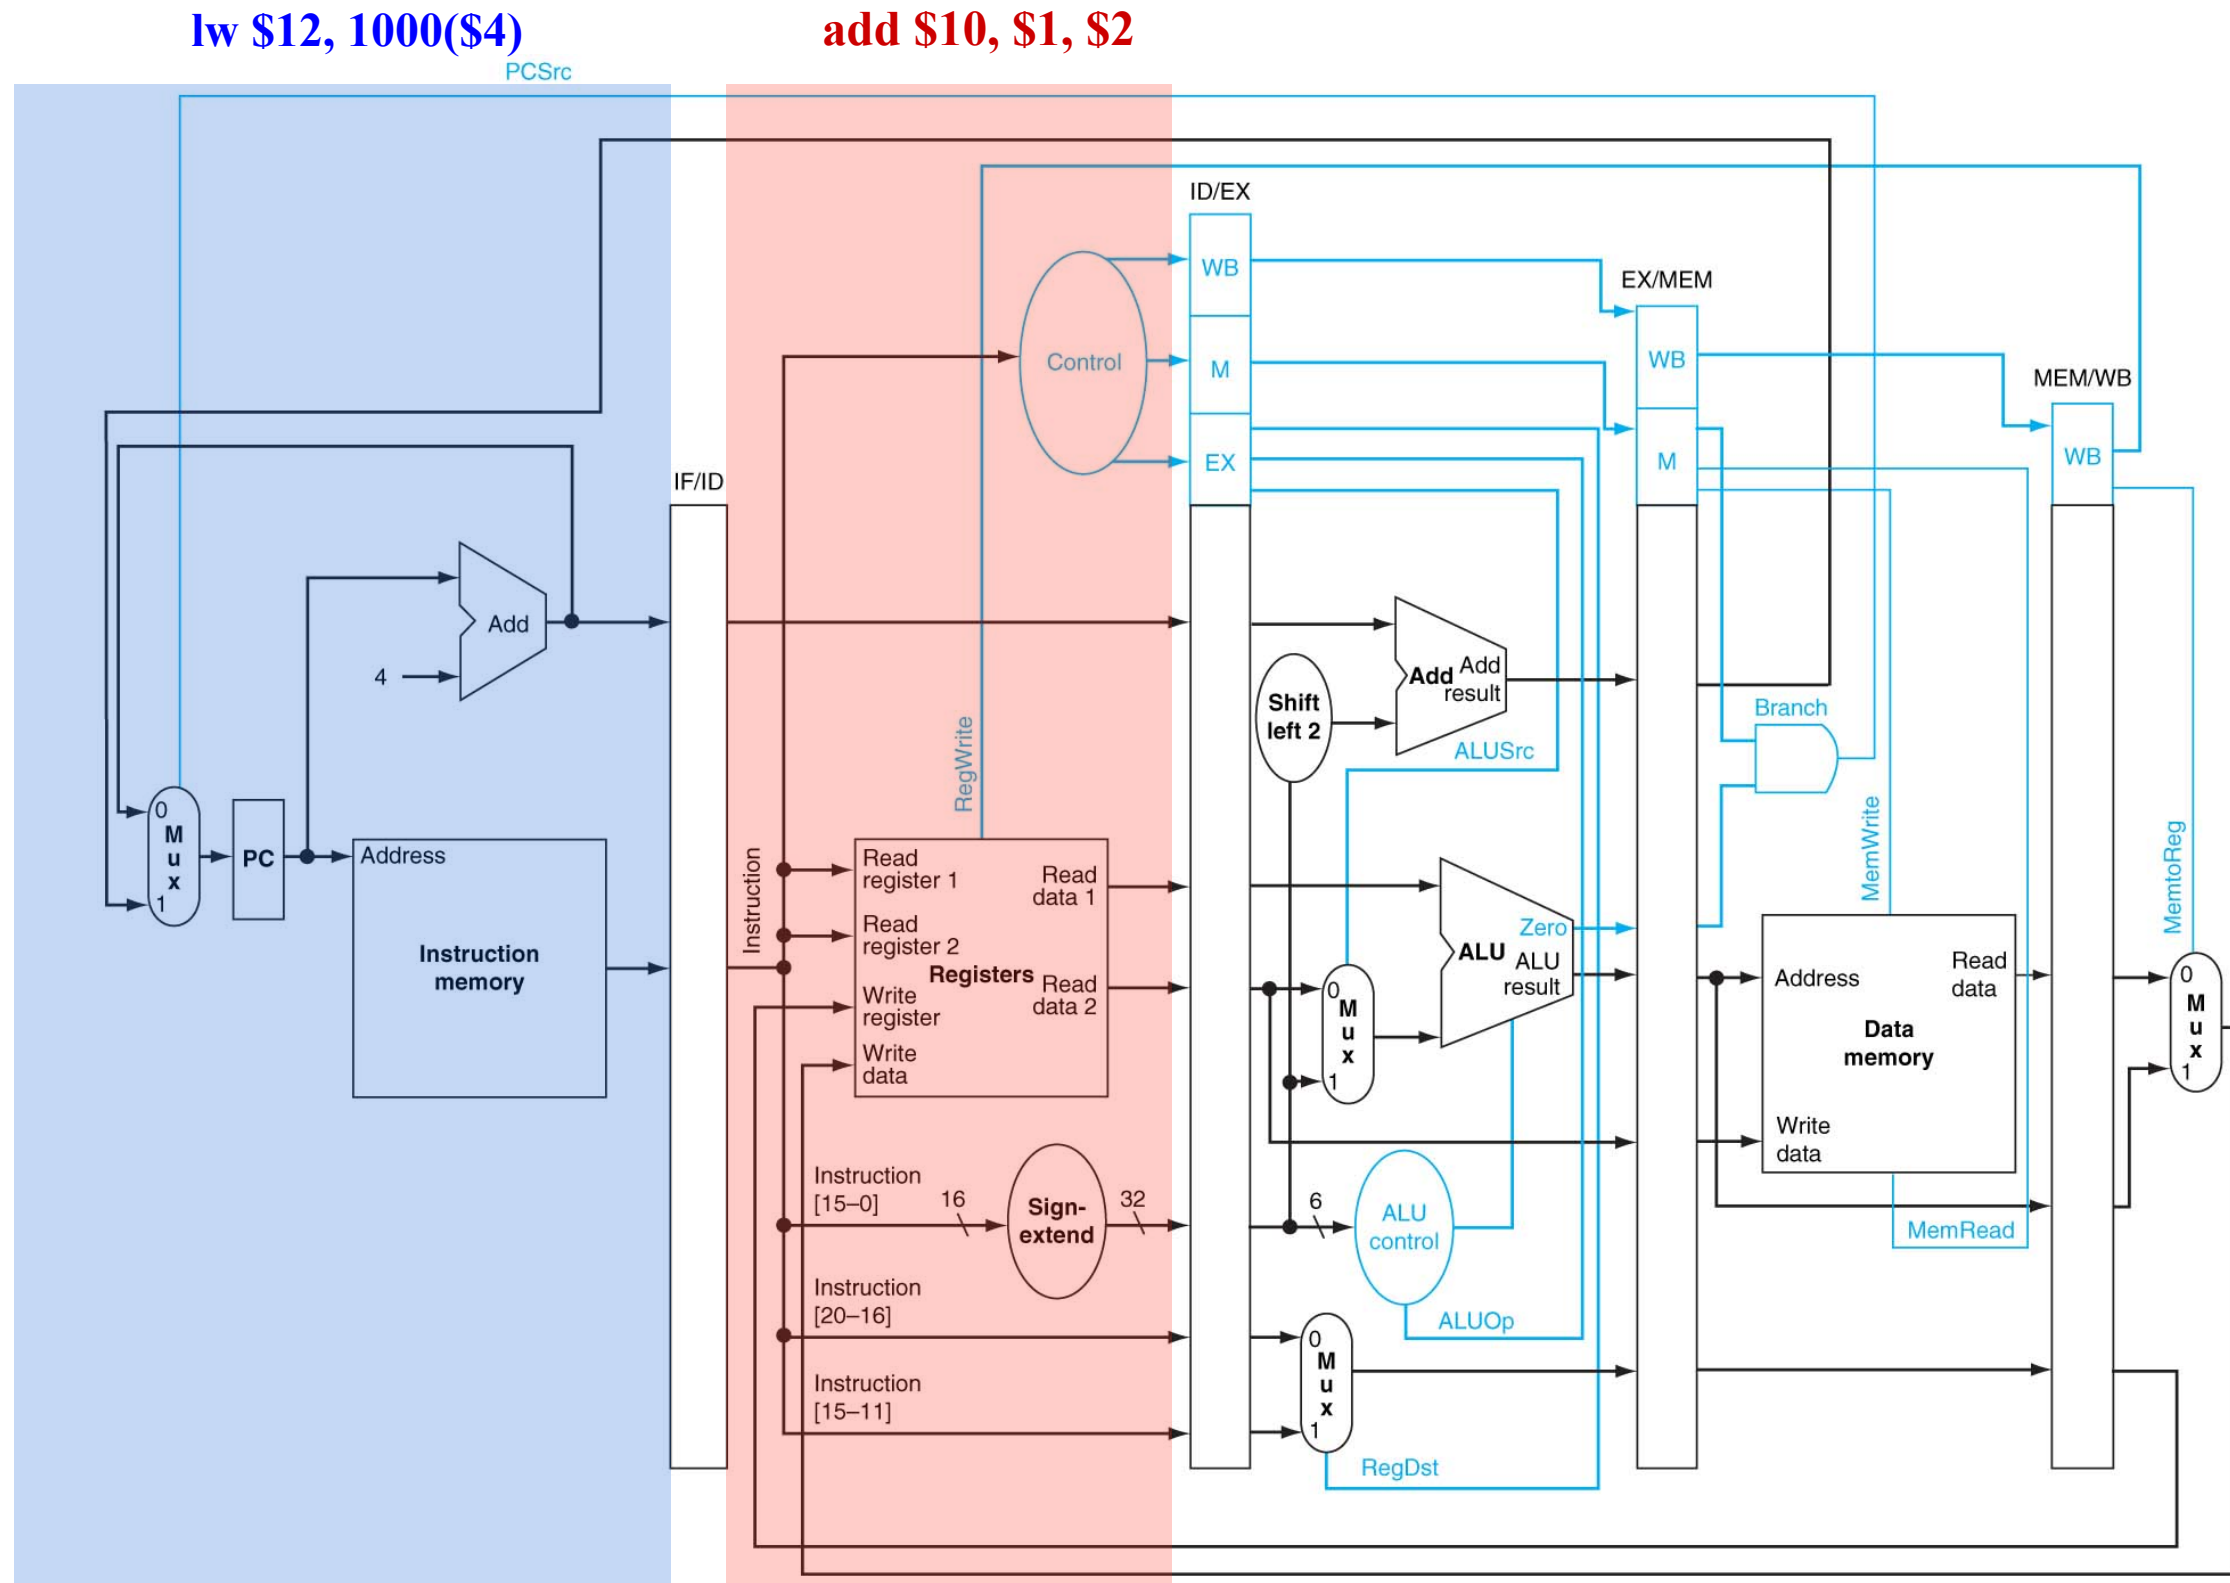 lw $12, 1000($4)
add $10, $1, $2
PCSrc
ID/EX
WB
EX/MEM
Control
M
WB
MEM/WB
EX
M
WB
IF/ID
Add
4
Add
Add
result
Shift
left 2
Branch
ALUSrc
RegWrite
MemWrite
MemtoReg
0
M
u
x
1
PC
Address
Instruction
memory
Instruction
Read
register 1
Read
data 1
Read
register 2
Registers
Write
register
Read
data 2
Write
data
Zero
ALU
ALU
result
0
M
u
x
1
Address
Read
data
Data
memory
Write
data
0
M
u
x
1
Instruction
[15–0]
16
Sign-
extend
32
6
ALU
control
MemRead
Instruction
[20–16]
ALUOp
0
M
u
x
1
Instruction
[15–11]
RegDst